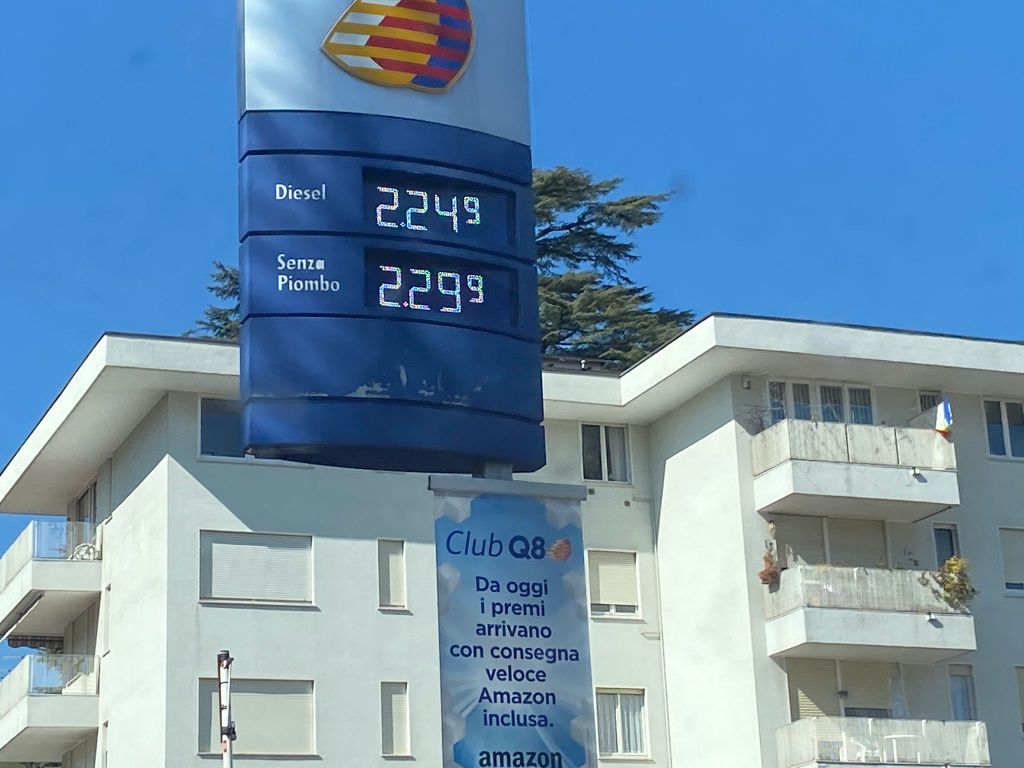 Diesel 2.249
Senza
Piombo 2.299
Club Q8
Da oggi
i premi
arrivano
con consegna
veloce
Amazon
inclusa.
amazon